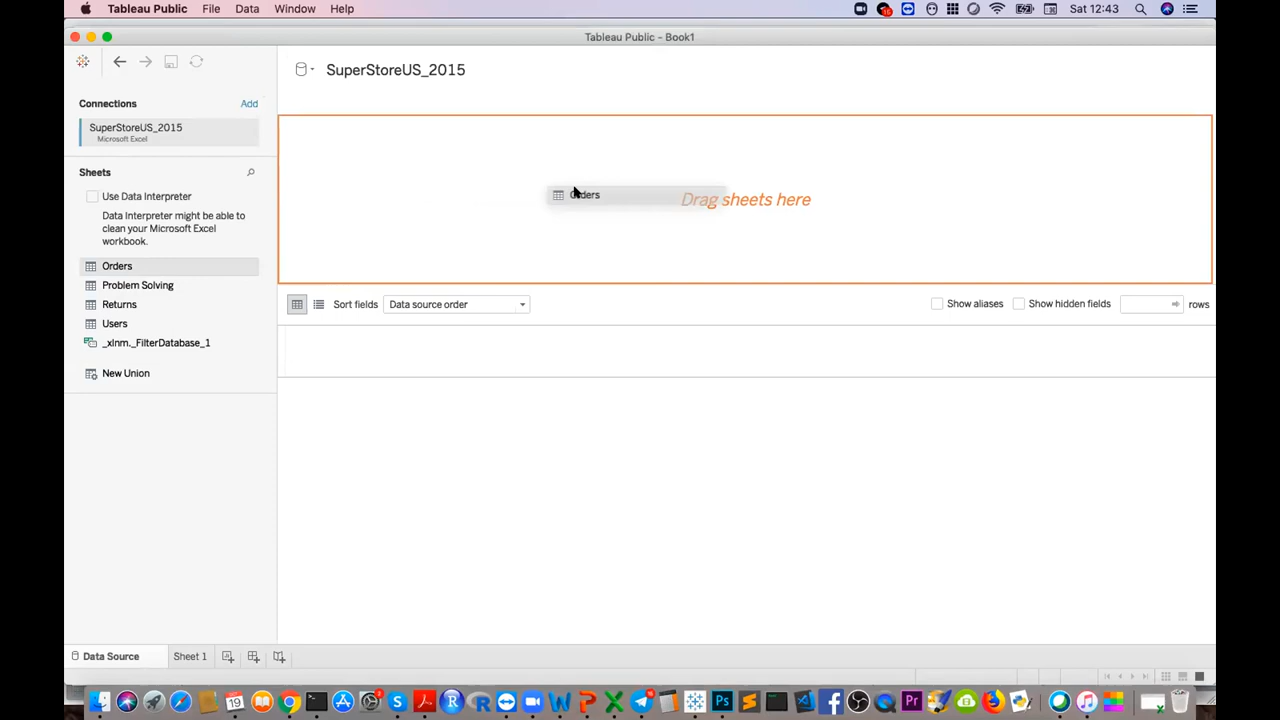 Tableau Public File Data Window Help Sat 12:43
Tableau Public - Book1
SuperStoreUS_2015
Connections Add
SuperStoreUS_2015
Microsoft Excel
Sheets
Use Data Interpreter
Data Interpreter might be able to
clean your Microsoft Excel
workbook.
Orders
Problem Solving
Returns
Users
_xlnm._FilterDatabase_1
New Union
Orders
Drag sheets here
Sort fields Data source order Show aliases Show hidden fields rows
Data Source Sheet 1